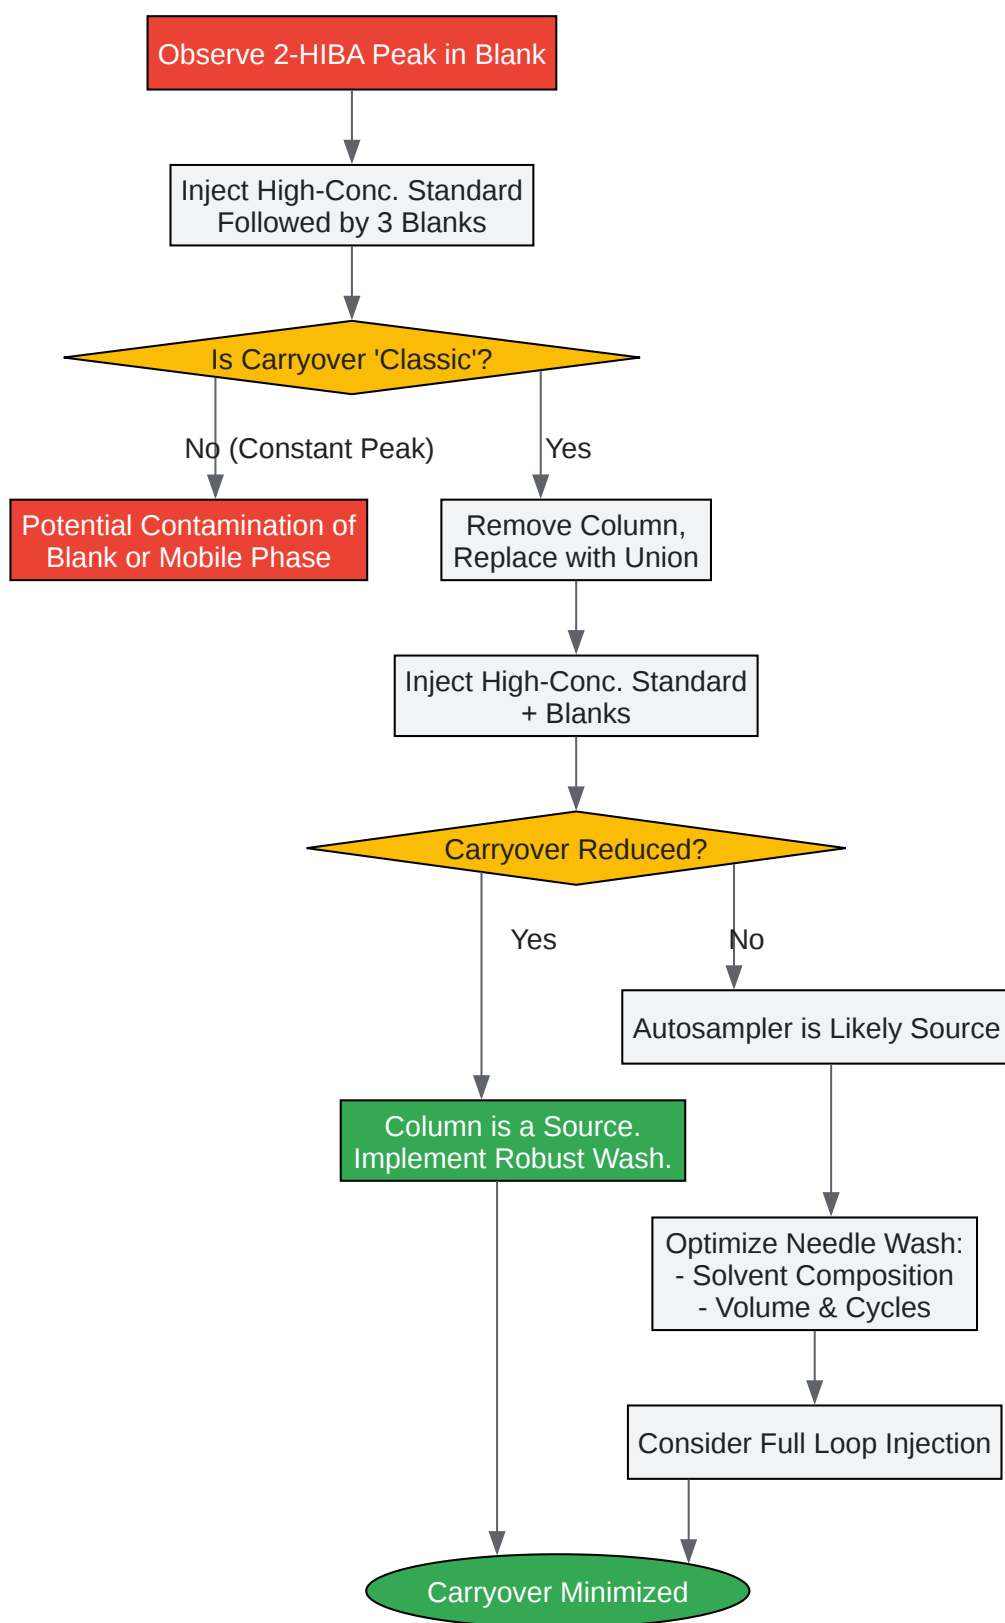 Observe 2-HIBA Peak in Blank
Inject High-Conc. Standard
Followed by 3 Blanks
Is Carryover 'Classic'?
No (Constant Peak)
Yes
Potential Contamination of
Blank or Mobile Phase
Remove Column,
Replace with Union
Inject High-Conc. Standard
+ Blanks
Carryover Reduced?
Yes
No
Autosampler is Likely Source
Column is a Source.
Implement Robust Wash.
Optimize Needle Wash:
- Solvent Composition
- Volume & Cycles
Consider Full Loop Injection
Carryover Minimized